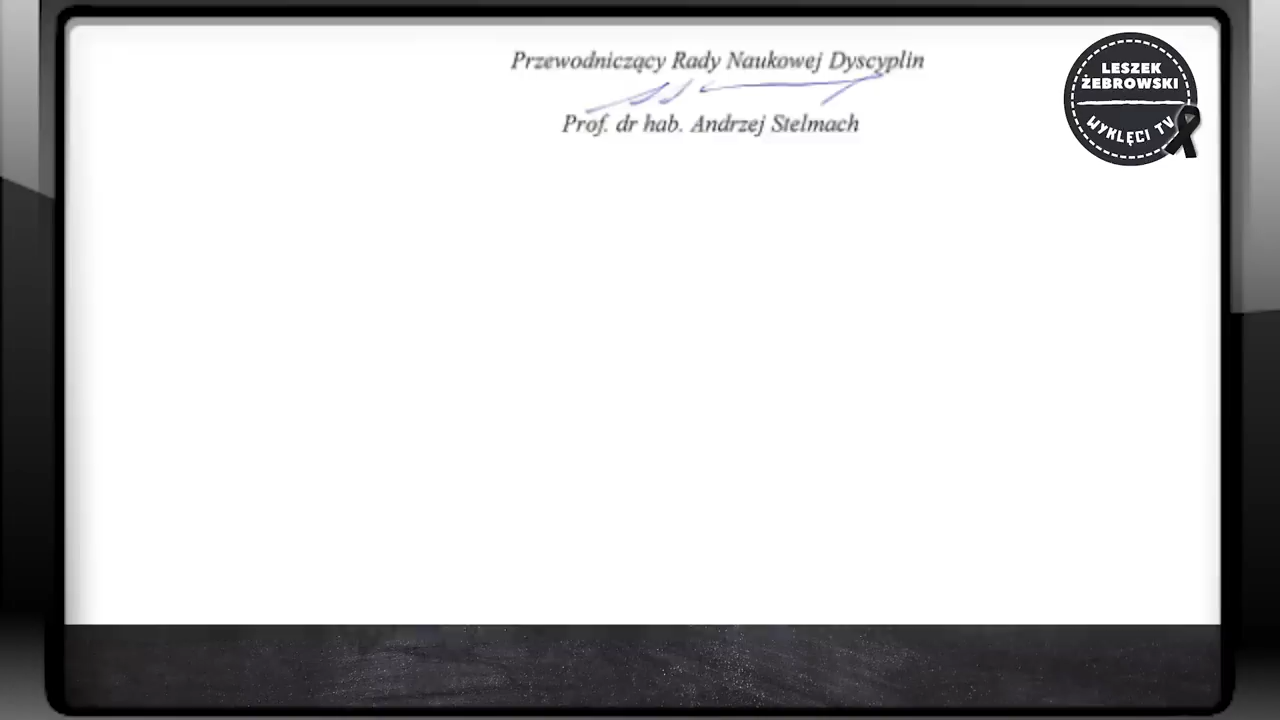 Przewodniczący Rady Naukowej Dyscyplin
Prof. dr hab. Andrzej Stelmach
LESZEK
ŻEBROWSKI
WYKLĘCI TV